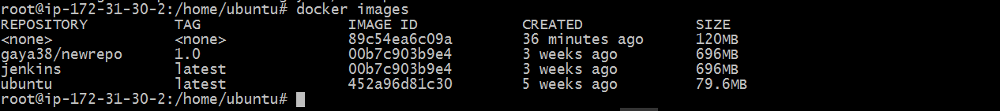 root@ip-172-31-30-2:/home/ubuntu# docker images
REPOSITORY TAG IMAGE ID CREATED SIZE
<none> <none> 89c54ea6c09a 36 minutes ago 120MB
gaya38/newrepo 1.0 00b7c903b9e4 3 weeks ago 696MB
jenkins latest 00b7c903b9e4 3 weeks ago 696MB
ubuntu latest 452a96d81c30 5 weeks ago 79.6MB
root@ip-172-31-30-2:/home/ubuntu#